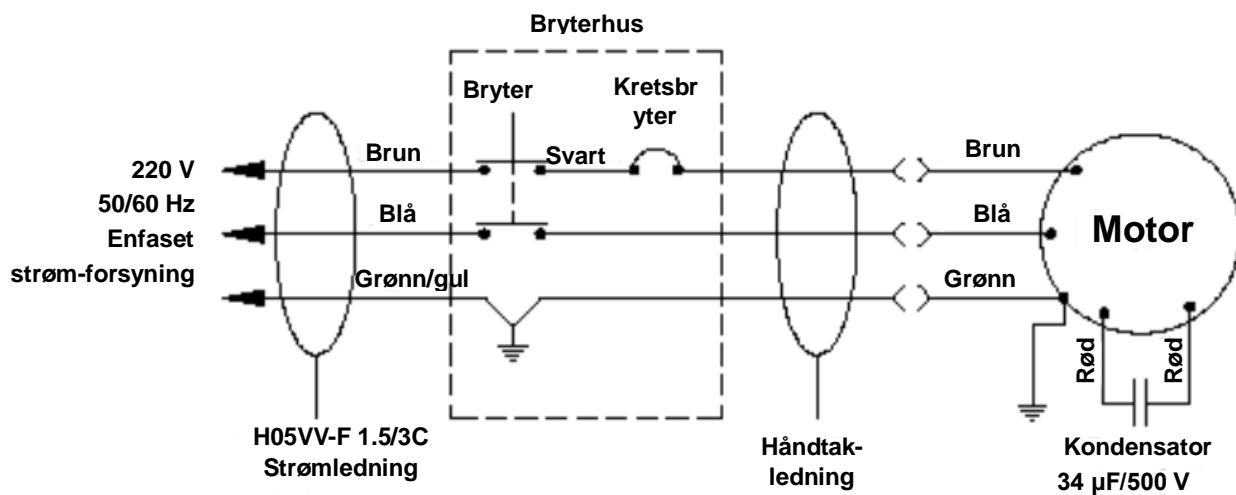 Bryterhus
Bryter
Kretsbr
yter
220 V
50/60 Hz
Enfaset
strøm-forsyning
Brun
Svart
Brun
Blå
Blå
Grønn/gul
Grønn
Motor
Rød
Rød
H05VV-F 1.5/3C
Strømledning
Håndtak-
ledning
Kondensator
34 µF/500 V